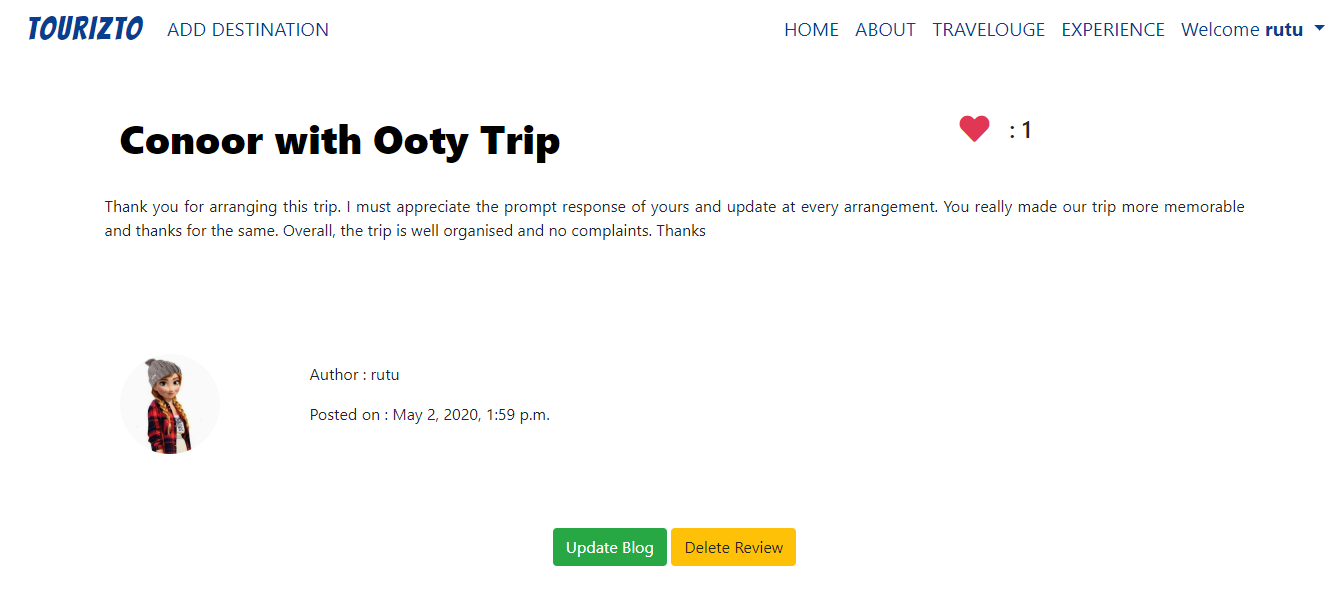 TOURIZTO ADD DESTINATION HOME ABOUT TRAVELOUGE EXPERIENCE Welcome rutu
Conoor with Ooty Trip : 1
Thank you for arranging this trip. I must appreciate the prompt response of yours and update at every arrangement. You really made our trip more memorable
and thanks for the same. Overall, the trip is well organised and no complaints. Thanks
Author : rutu
Posted on : May 2, 2020, 1:59 p.m.
Update Blog Delete Review